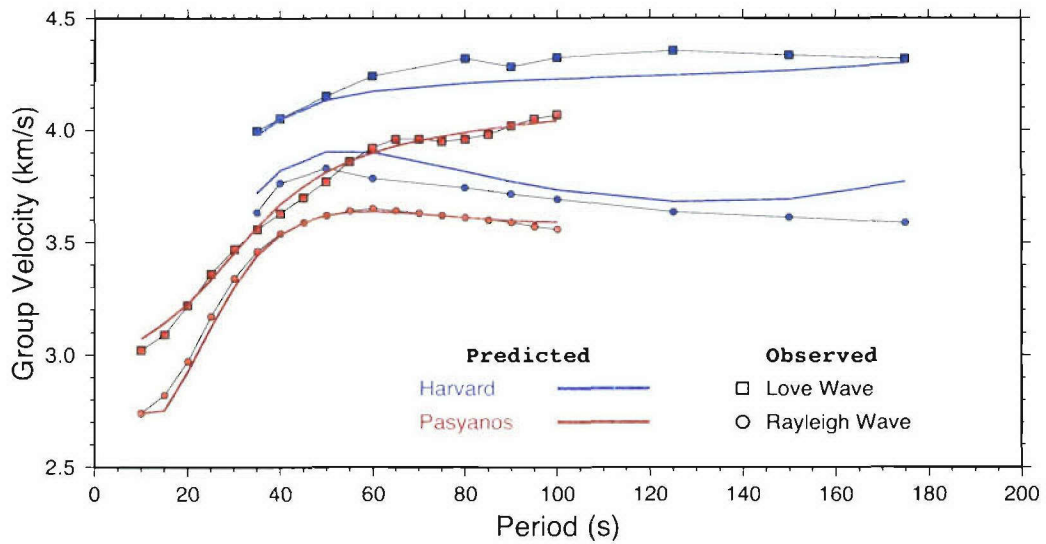 4.5
4.0
3.5
3.0
2.5
Group Velocity (km/s)
Predicted Observed
Harvard Love Wave
Pasyanos Rayleigh Wave
0 20 40 60 80 100 120 140 160 180 200
Period (s)